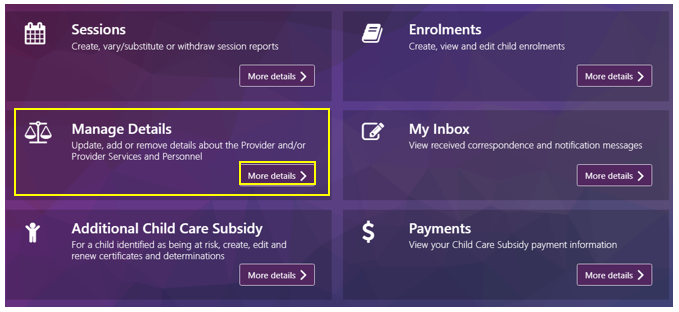 Sessions
Create, vary/substitute or withdraw session reports
More details
Enrolments
Create, view and edit child enrolments
More details
Manage Details
Update, add or remove details about the Provider and/or
Provider Services and Personnel
More details
My Inbox
View received correspondence and notification messages
More details
Additional Child Care Subsidy
For a child identified as being at risk, create, edit and
renew certificates and determinations
More details
Payments
View your Child Care Subsidy payment information
More details